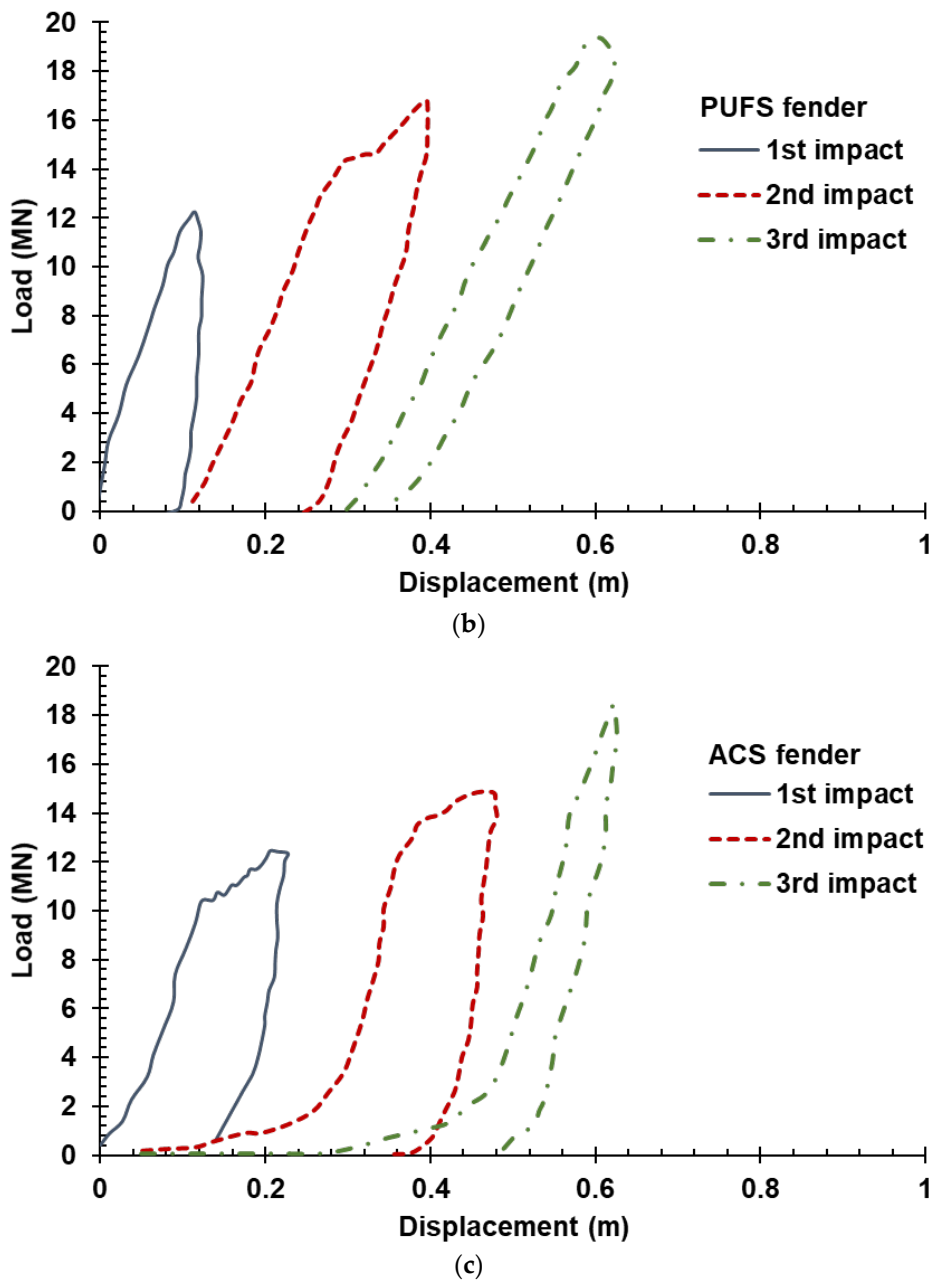 20
18
16
14
12
10
8
6
4
2
0
Load (MN)
PUFS fender
1st impact
2nd impact
3rd impact
0 0.2 0.4 0.6 0.8 1
Displacement (m)
(b)
20
18
16
14
12
10
8
6
4
2
0
Load (MN)
ACS fender
1st impact
2nd impact
3rd impact
0 0.2 0.4 0.6 0.8 1
Displacement (m)
(c)